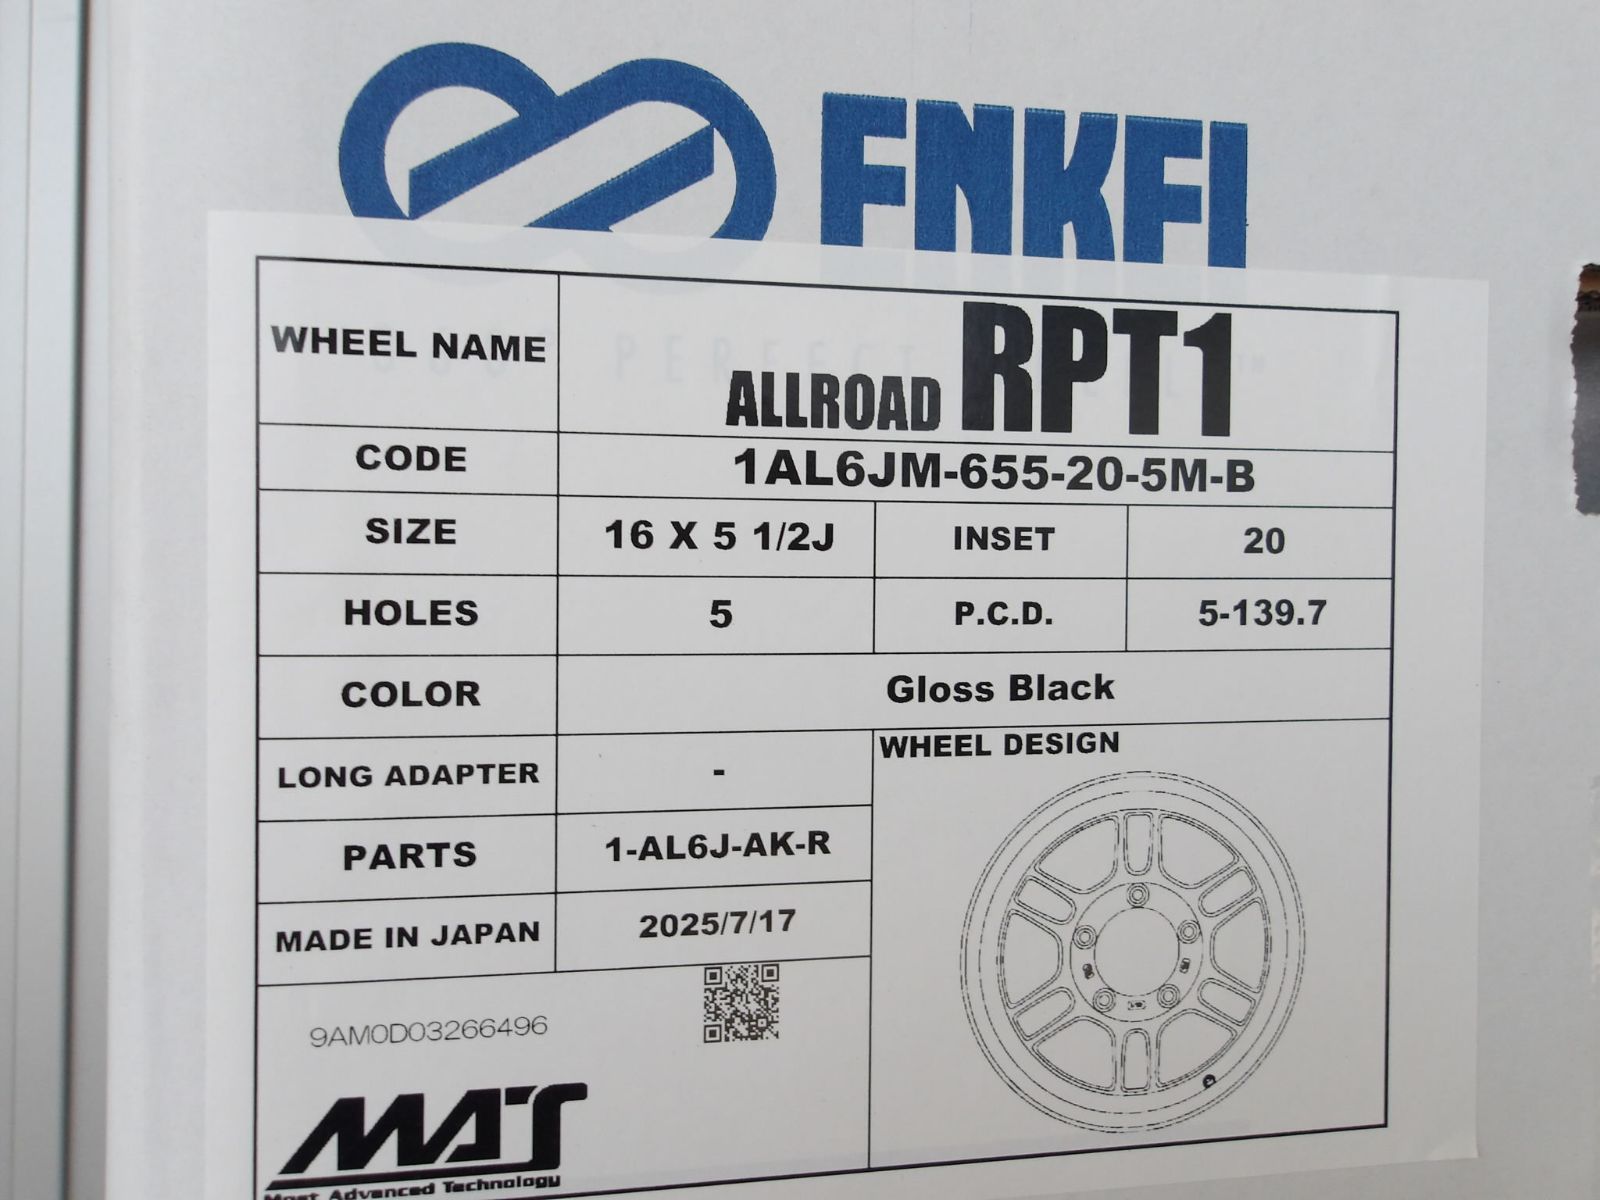 ENKEI
WHEEL NAME
ALLROAD RPT1
CODE
1AL6JM-655-20-5M-B
SIZE
16 X 5 1/2J
INSET
20
HOLES
5
P.C.D.
5-139.7
COLOR
Gloss Black
LONG ADAPTER
-
WHEEL DESIGN
PARTS
1-AL6J-AK-R
MADE IN JAPAN
2025/7/17
9AM0D03266496
MAT
Most Advanced Technology